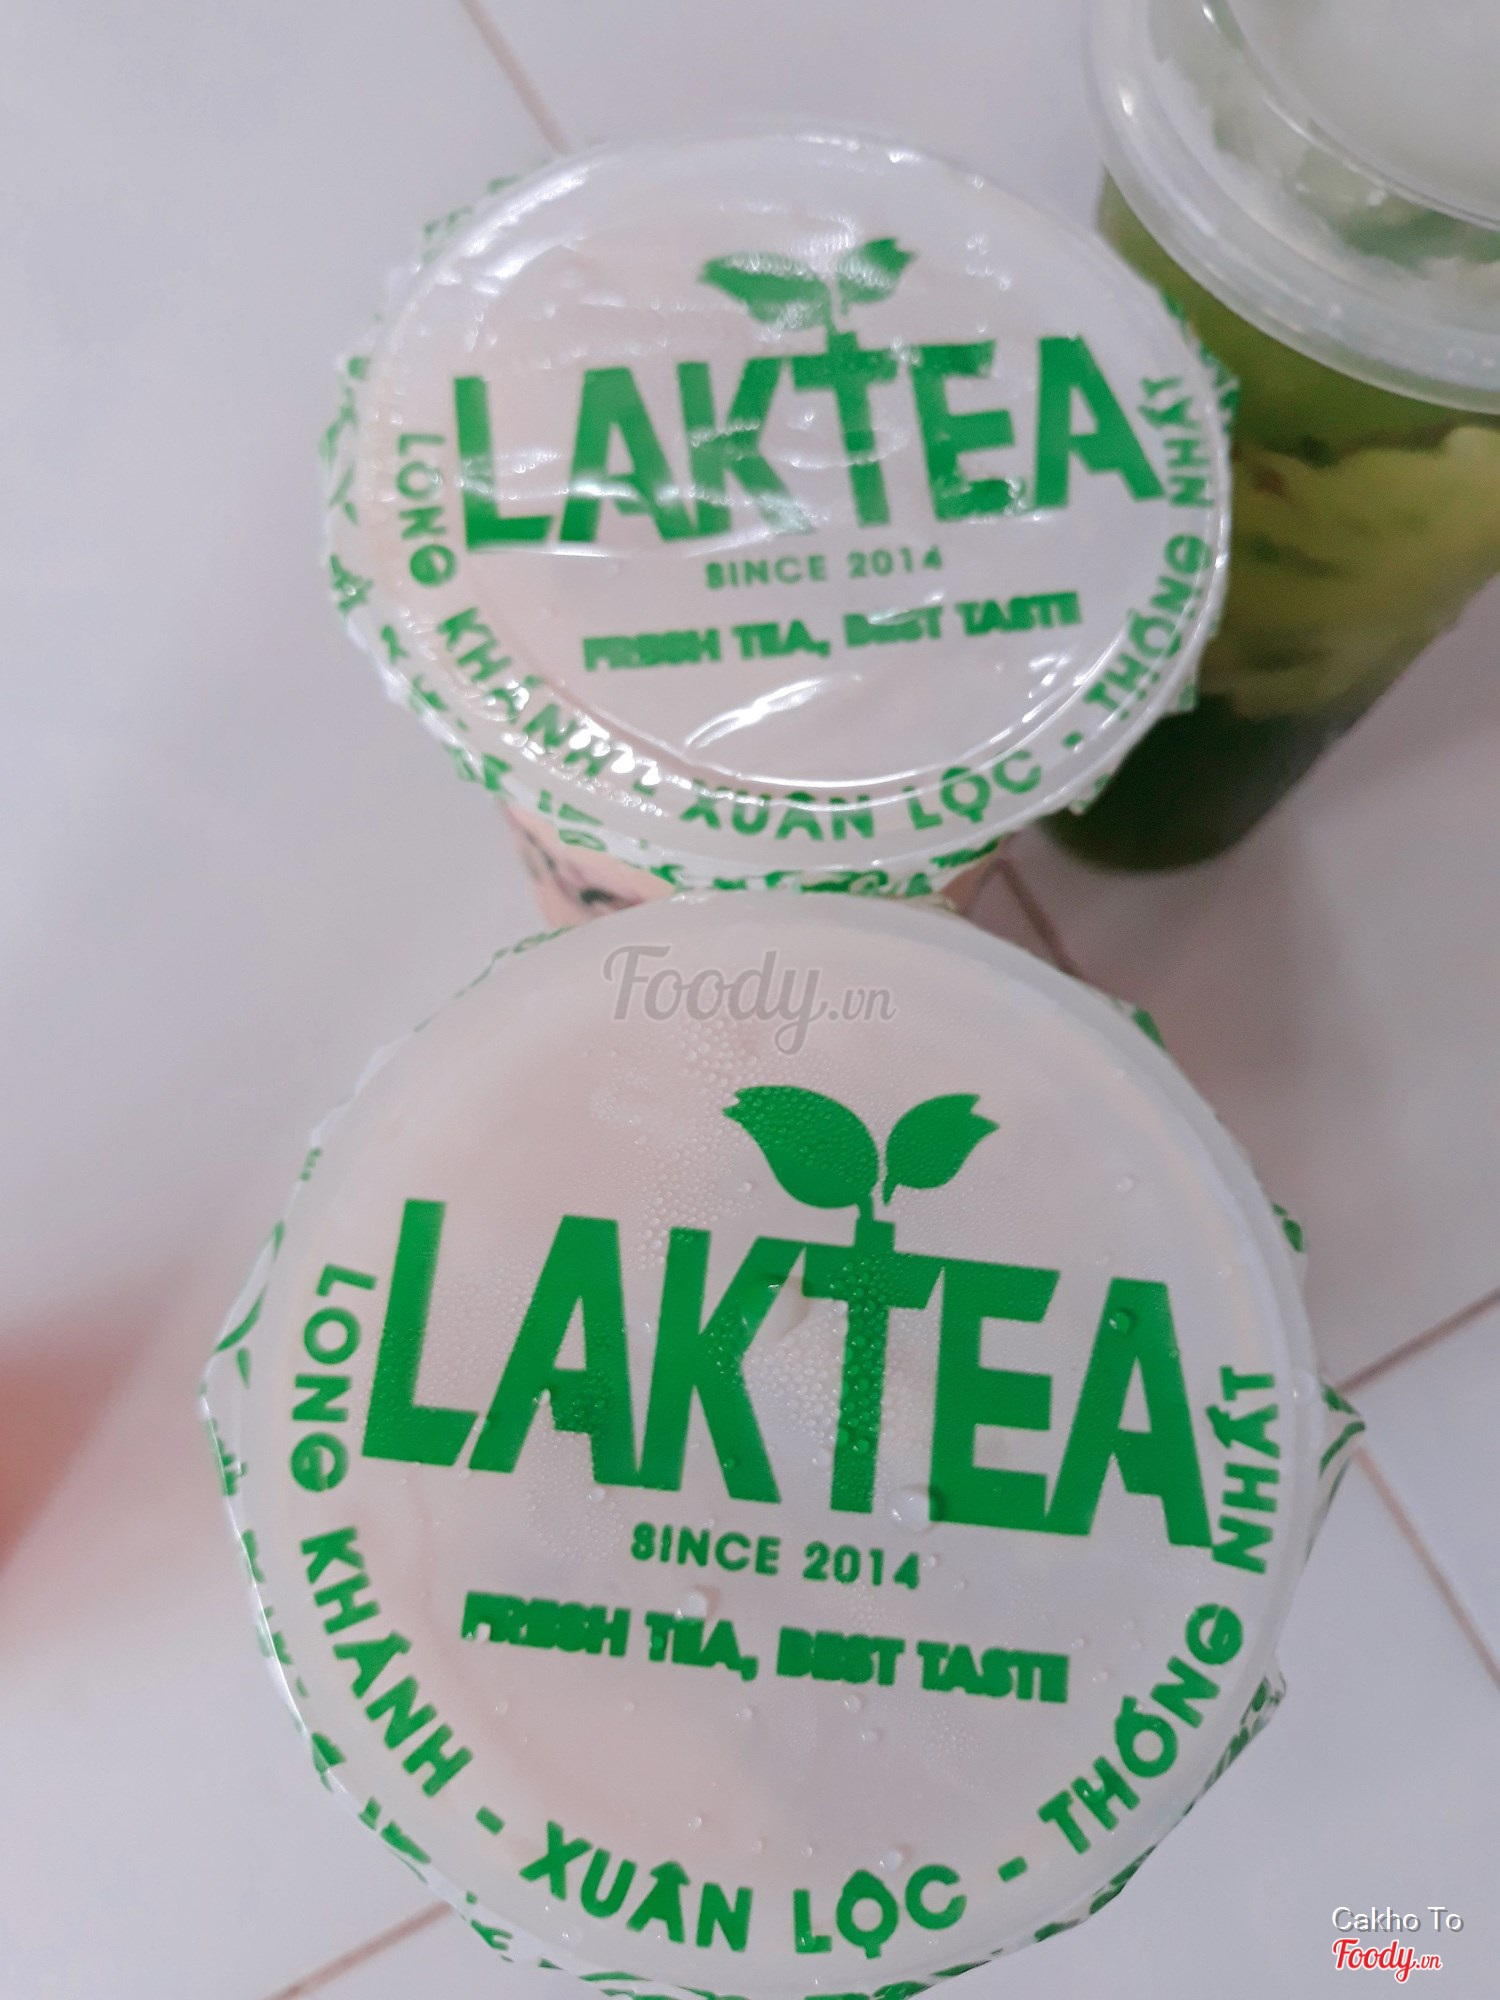 LAKTEA
SINCE 2014
FRESH TEA, BEST TASTE
LONG KHÁNH - XUÂN LỘC - THỐNG NHẤT
Foody.vn
LAKTEA
SINCE 2014
FRESH TEA, BEST TASTE
LONG KHÁNH - XUÂN LỘC - THỐNG NHẤT
Cakho To
Foody.vn